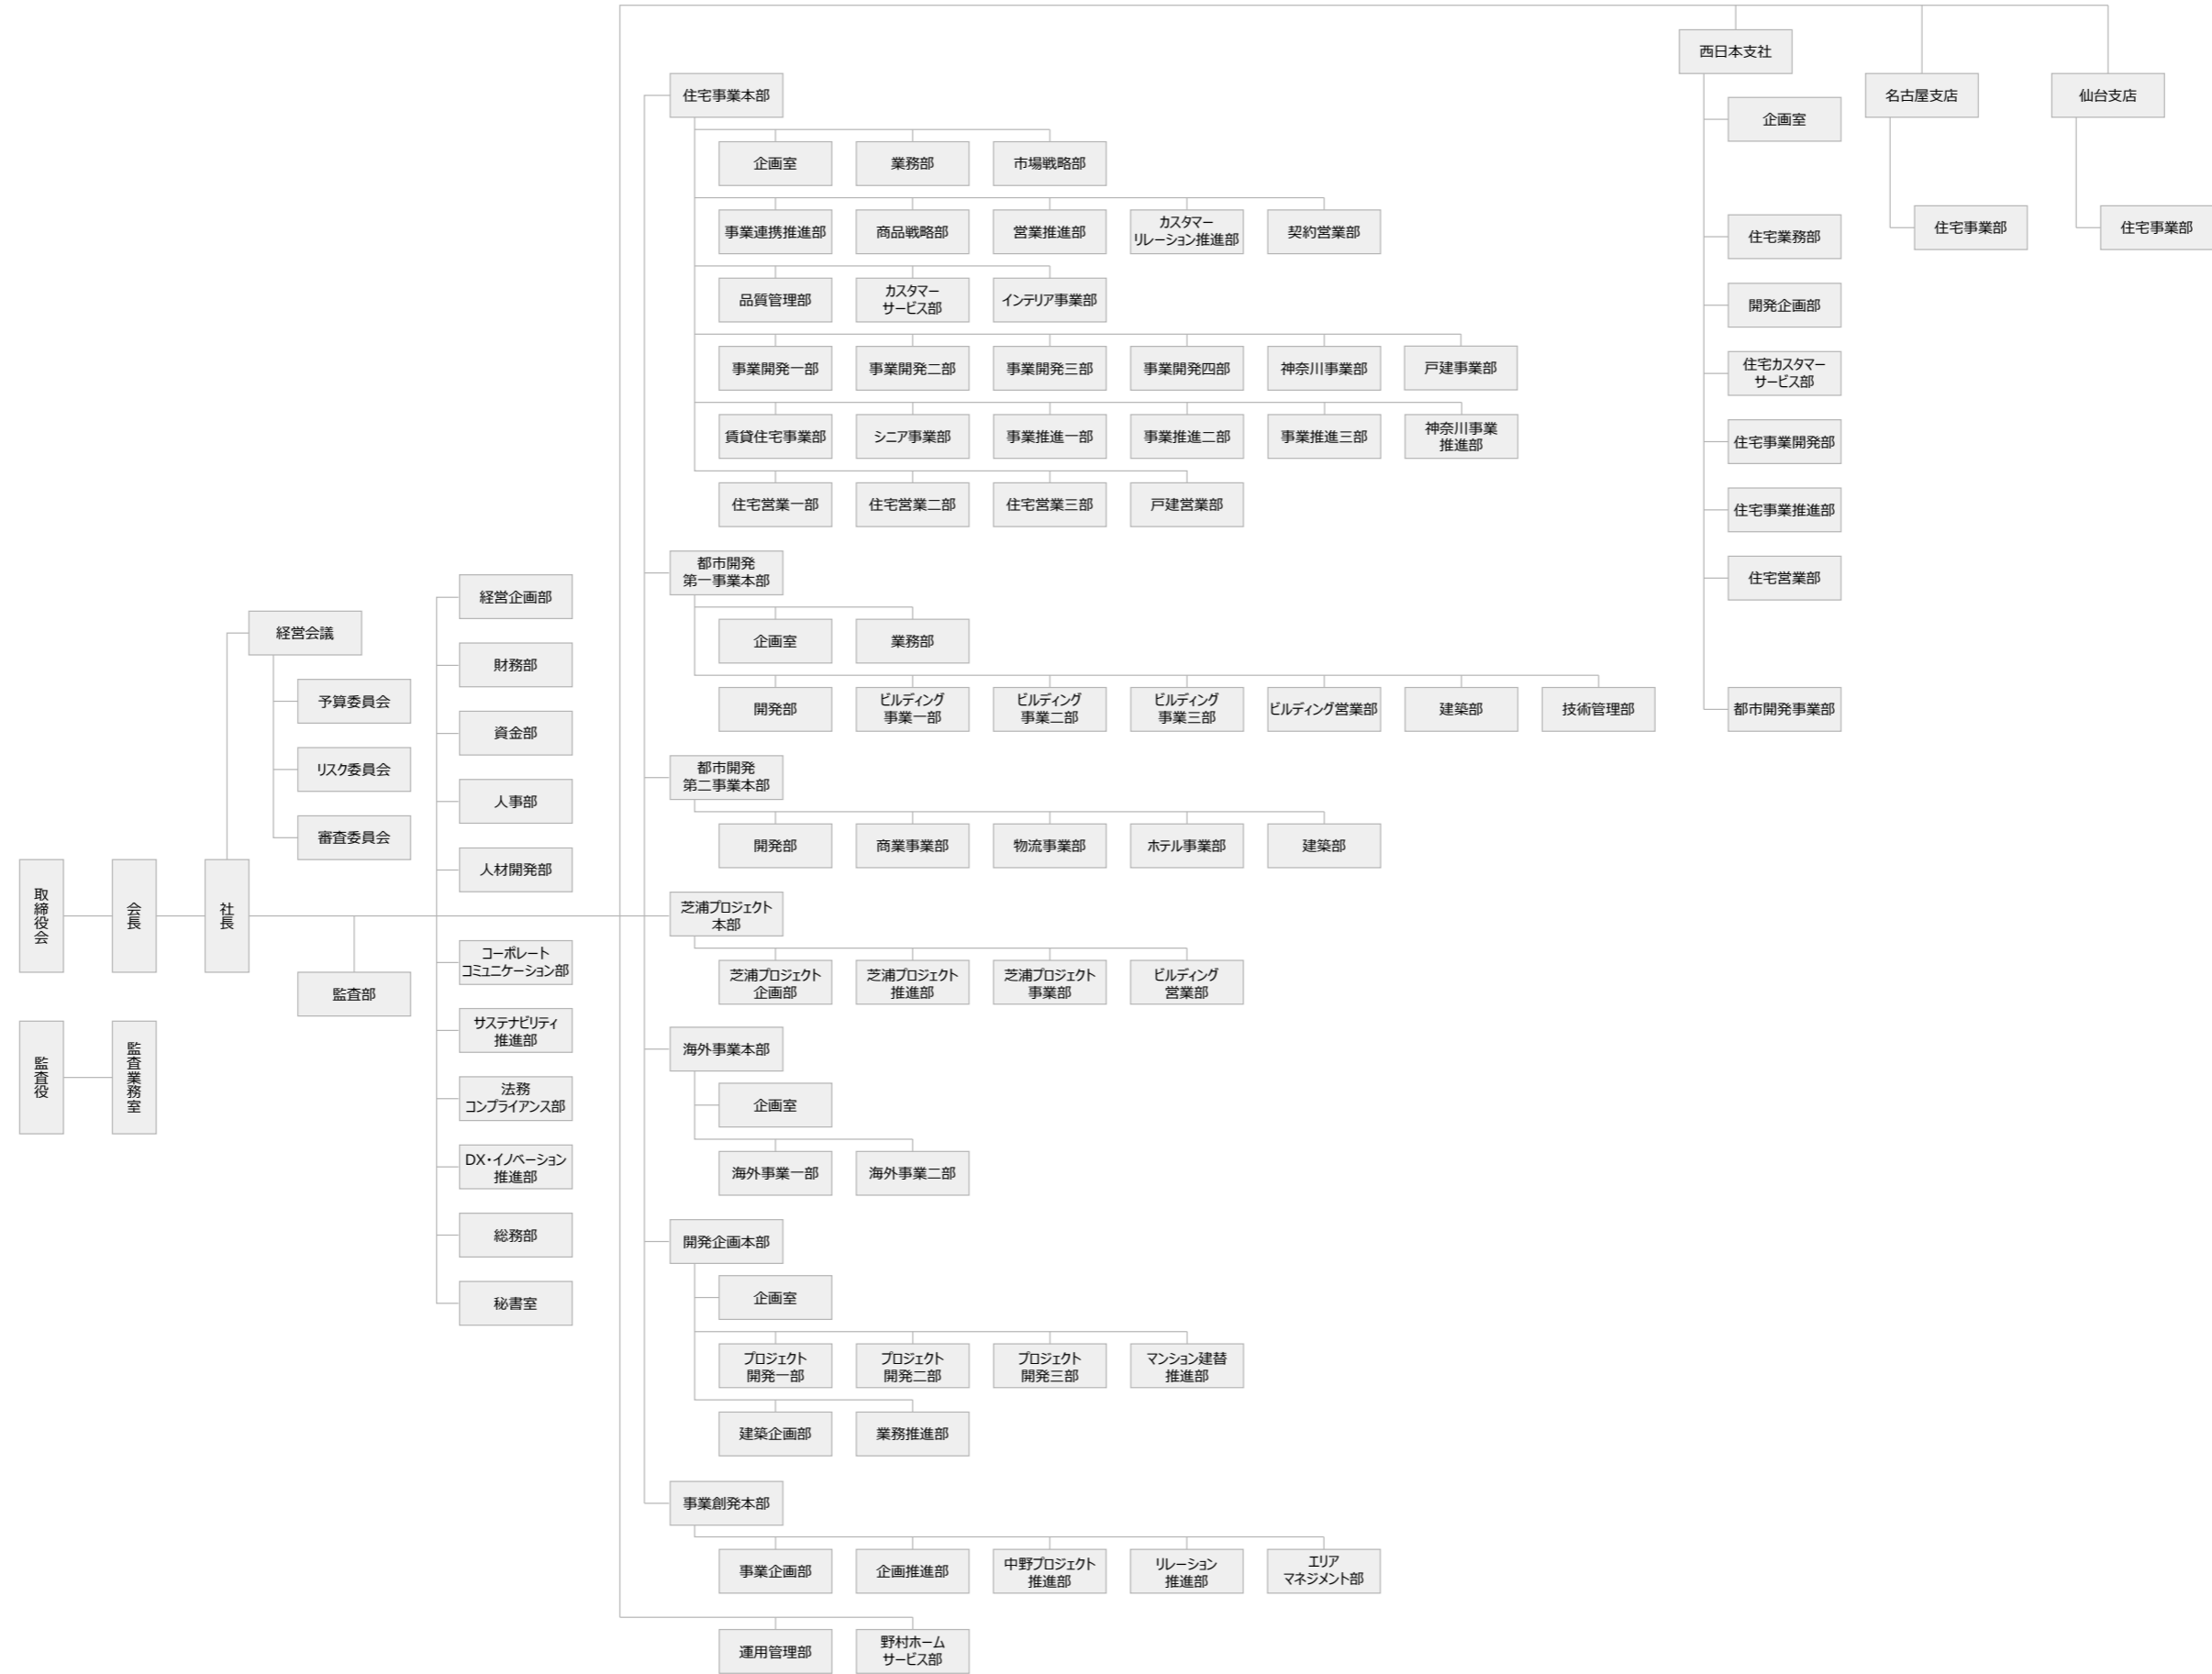 取締役会
会長
社長
監査役
監査業務室
経営会議
予算委員会
リスク委員会
審査委員会
監査部
経営企画部
財務部
資金部
人事部
人材開発部
コーポレート
コミュニケーション部
サステナビリティ
推進部
法務
コンプライアンス部
DX・イノベーション
推進部
総務部
秘書室
住宅事業本部
企画室
業務部
市場戦略部
事業連携推進部
商品戦略部
営業推進部
カスタマー
リレーション推進部
契約営業部
品質管理部
カスタマー
サービス部
インテリア事業部
事業開発一部
事業開発二部
事業開発三部
事業開発四部
神奈川事業部
戸建事業部
賃貸住宅事業部
シニア事業部
事業推進一部
事業推進二部
事業推進三部
神奈川事業
推進部
住宅営業一部
住宅営業二部
住宅営業三部
戸建営業部
都市開発
第一事業本部
企画室
業務部
開発部
ビルディング
事業一部
ビルディング
事業二部
ビルディング
事業三部
ビルディング営業部
建築部
技術管理部
都市開発
第二事業本部
開発部
商業事業部
物流事業部
ホテル事業部
建築部
芝浦プロジェクト
本部
芝浦プロジェクト
企画部
芝浦プロジェクト
推進部
芝浦プロジェクト
事業部
ビルディング
営業部
海外事業本部
企画室
海外事業一部
海外事業二部
開発企画本部
企画室
プロジェクト
開発一部
プロジェクト
開発二部
プロジェクト
開発三部
マンション建替
推進部
建築企画部
業務推進部
事業創発本部
事業企画部
企画推進部
中野プロジェクト
推進部
リレーション
推進部
エリア
マネジメント部
運用管理部
野村ホーム
サービス部
西日本支社
企画室
住宅業務部
開発企画部
住宅カスタマー
サービス部
住宅事業開発部
住宅事業推進部
住宅営業部
都市開発事業部
名古屋支店
住宅事業部
仙台支店
住宅事業部